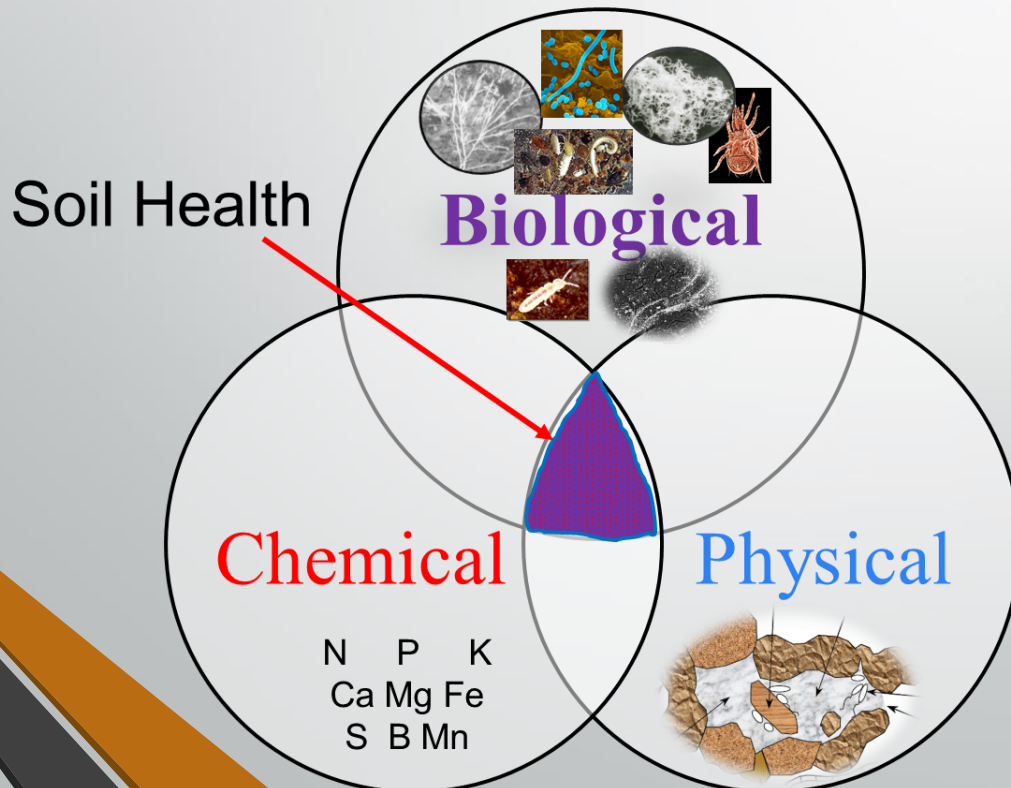 Soil Health
Biological
Chemical
Physical
N P K
Ca Mg Fe
S B Mn